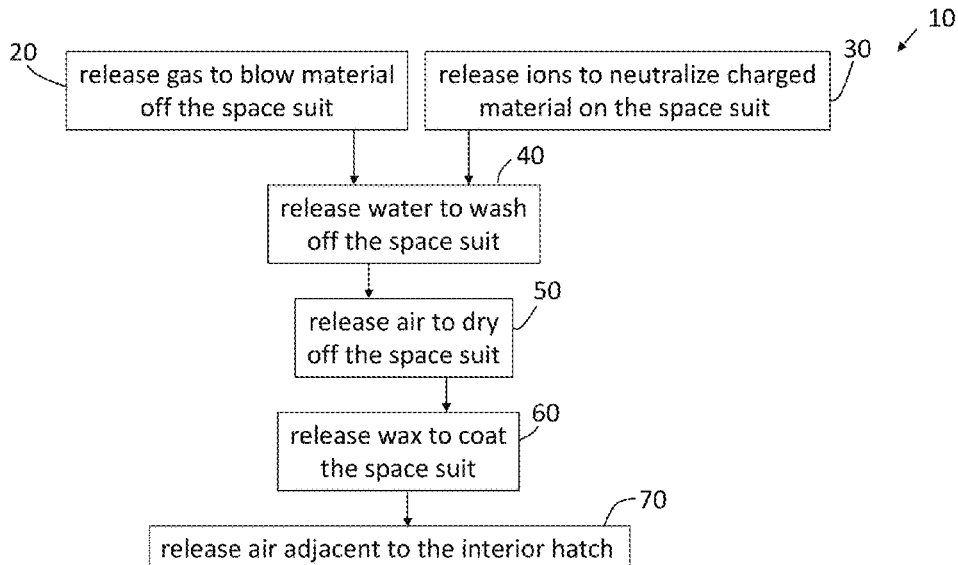 10
20
release gas to blow material
off the space suit
release ions to neutralize charged
material on the space suit
30
40
release water to wash
off the space suit
50
release air to dry
off the space suit
60
release wax to coat
the space suit
70
release air adjacent to the interior hatch